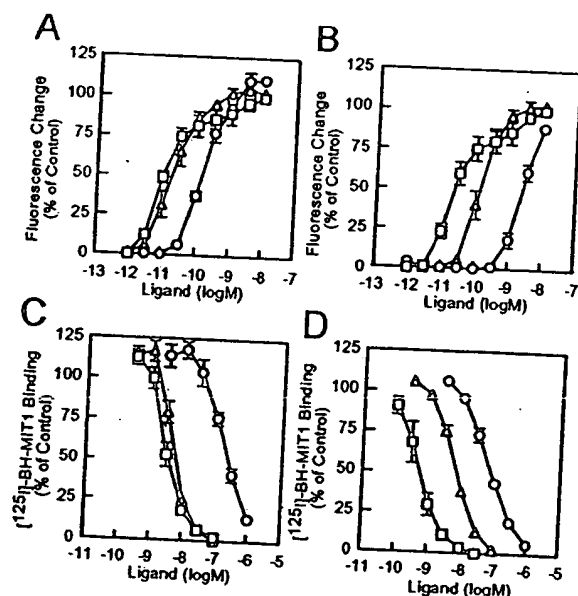 A
B
125
100
75
50
25
0
Fluorescence Change
(% of Control)
-13 -12 -11 -10 -9 -8 -7
Ligand (logM)
125
100
75
50
25
0
Fluorescence Change
(% of Control)
-13 -12 -11 -10 -9 -8 -7
Ligand (logM)
C
D
125
100
75
50
25
0
[125I]-BH-MIT1 Binding
(% of Control)
-11 -10 -9 -8 -7 -6 -5
Ligand (logM)
125
100
75
50
25
0
[125I]-BH-MIT1 Binding
(% of Control)
-11 -10 -9 -8 -7 -6 -5
Ligand (logM)